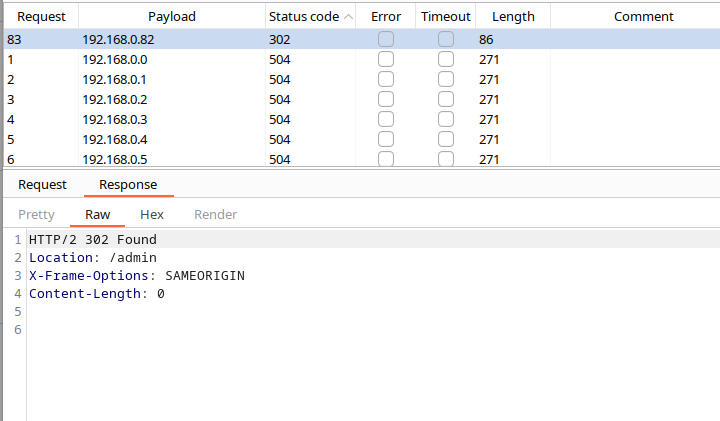 Request Payload Status code Error Timeout Length Comment
83 192.168.0.82 302 86
1 192.168.0.0 504 271
2 192.168.0.1 504 271
3 192.168.0.2 504 271
4 192.168.0.3 504 271
5 192.168.0.4 504 271
6 192.168.0.5 504 271
Request Response
Pretty Raw Hex Render
1 HTTP/2 302 Found
2 Location: /admin
3 X-Frame-Options: SAMEORIGIN
4 Content-Length: 0
5
6